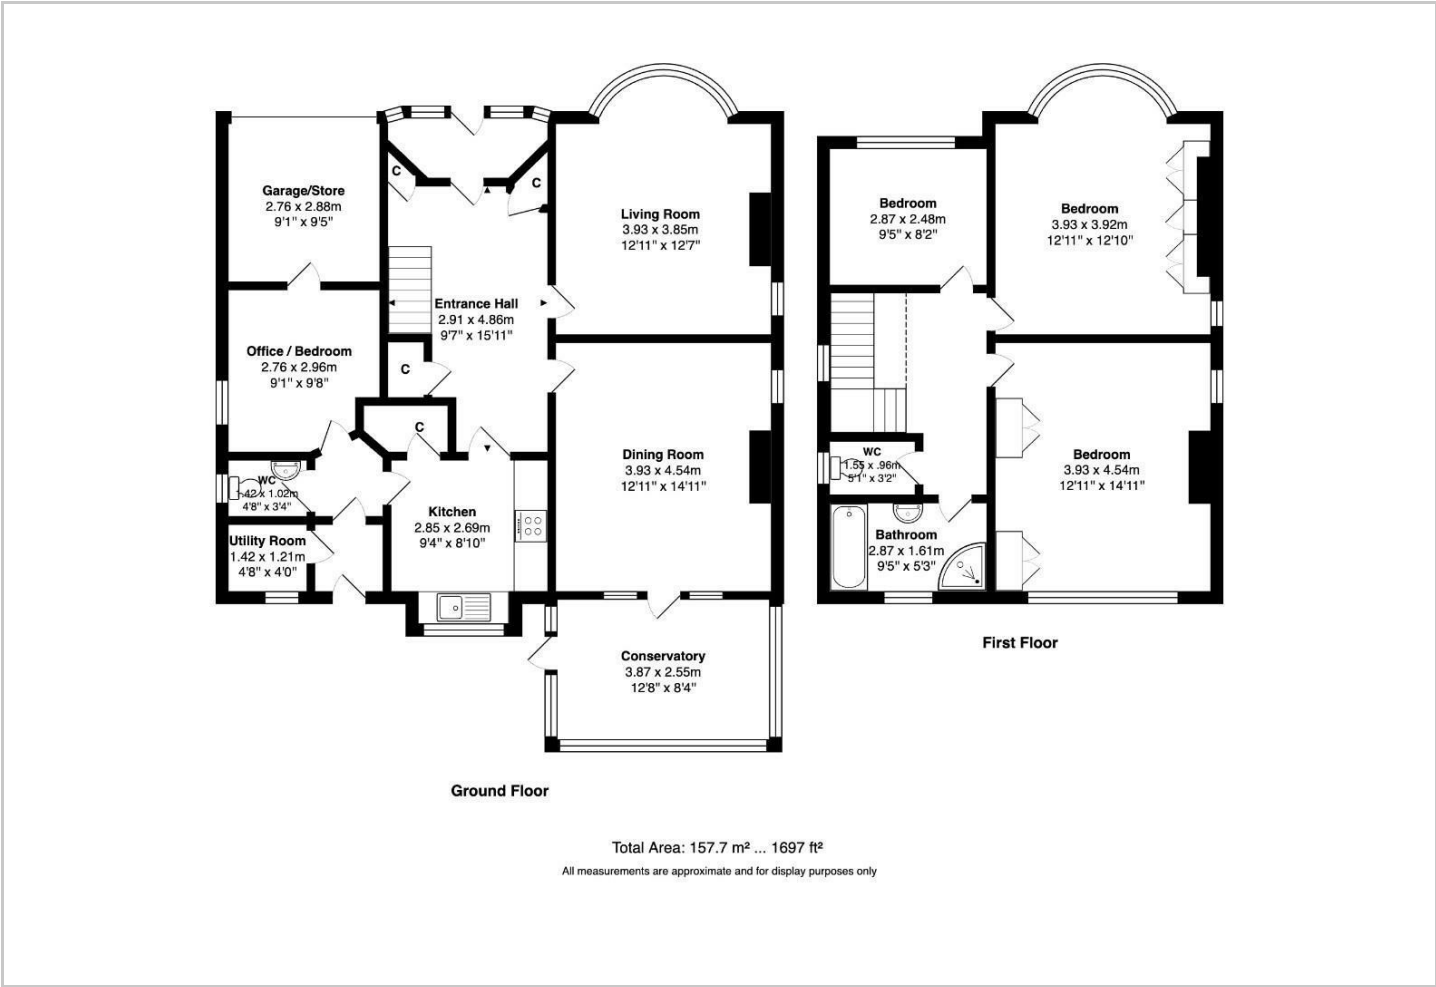 Garage/Store
2.76 x 2.88m
9'1" x 9'5"
C
C
Living Room
3.93 x 3.85m
12'11" x 12'7"
Entrance Hall
2.91 x 4.86m
9'7" x 15'11"
Office / Bedroom
2.76 x 2.96m
9'1" x 9'8"
C
C
Dining Room
3.93 x 4.54m
12'11" x 14'11"
WC
1.42 x 1.02m
4'8" x 3'4"
Kitchen
2.85 x 2.69m
9'4" x 8'10"
Utility Room
1.42 x 1.21m
4'8" x 4'0"
Conservatory
3.87 x 2.55m
12'8" x 8'4"
Ground Floor
Bedroom
2.87 x 2.48m
9'5" x 8'2"
Bedroom
3.93 x 3.92m
12'11" x 12'10"
WC
1.55 x .96m
5'1" x 3'2"
Bedroom
3.93 x 4.54m
12'11" x 14'11"
Bathroom
2.87 x 1.61m
9'5" x 5'3"
First Floor
Total Area: 157.7 m² ... 1697 ft²
All measurements are approximate and for display purposes only